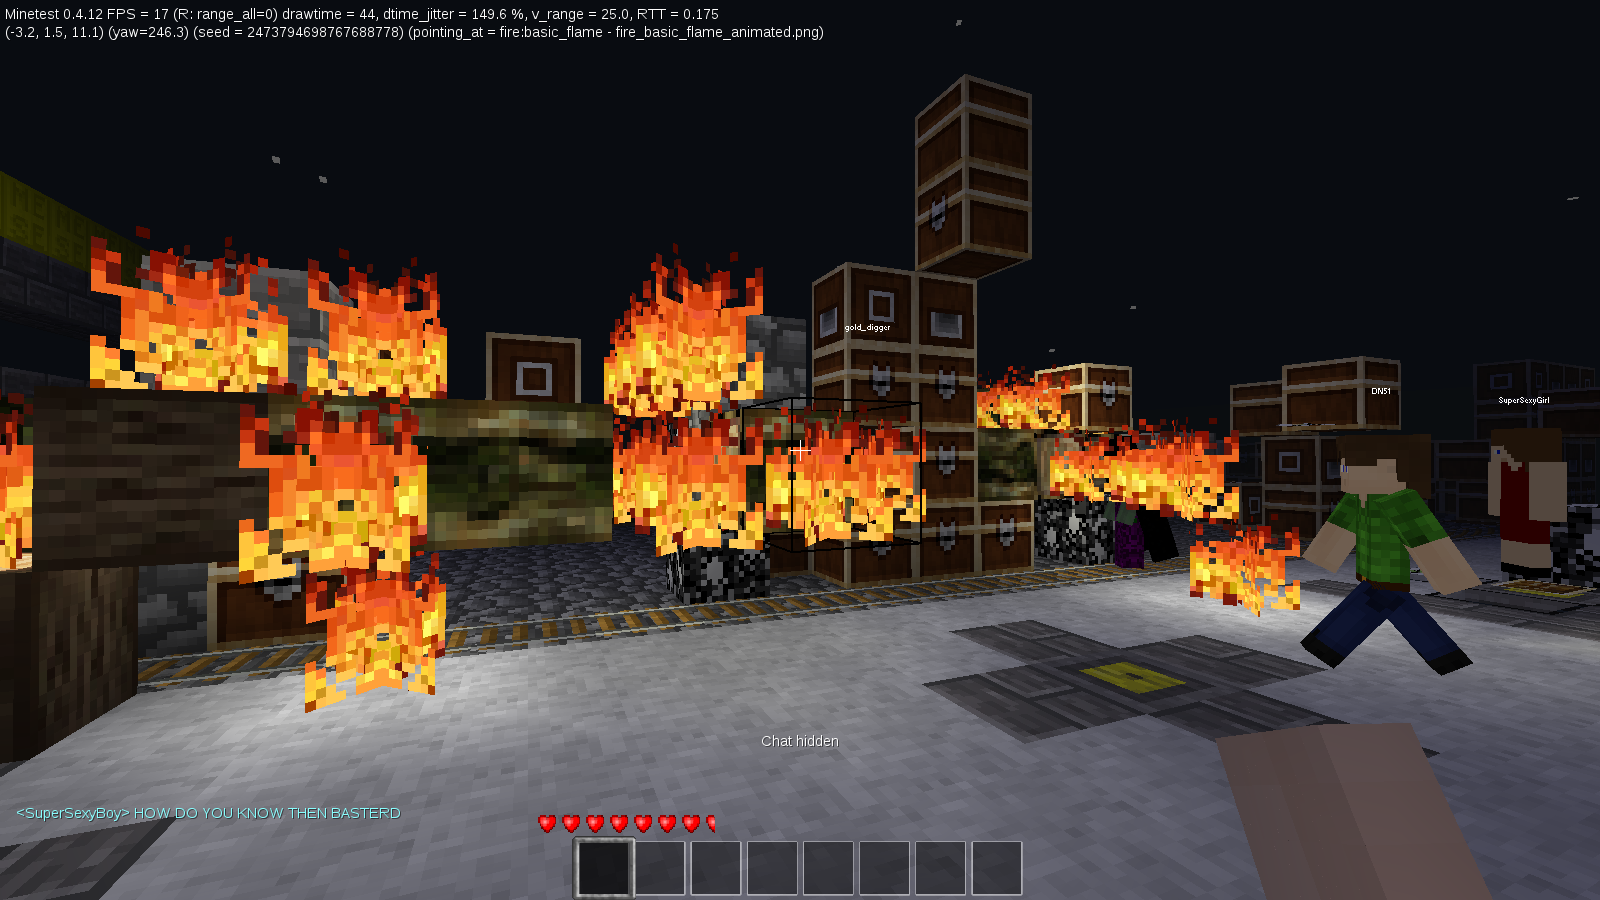 Minetest 0.4.12 FPS = 17 (R: range_all=0) drawtime = 44, dtime_jitter = 149.6 %, v_range = 25.0, RTT = 0.175
(-3.2, 1.5, 11.1) (yaw=246.3) (seed = 2473794698767688778) (pointing_at = fire:basic_flame - fire_basic_flame_animated.png)
gold_digger
DN51
SuperSexyGirl
Chat hidden
<SuperSexyBoy> HOW DO YOU KNOW THEN BASTERD